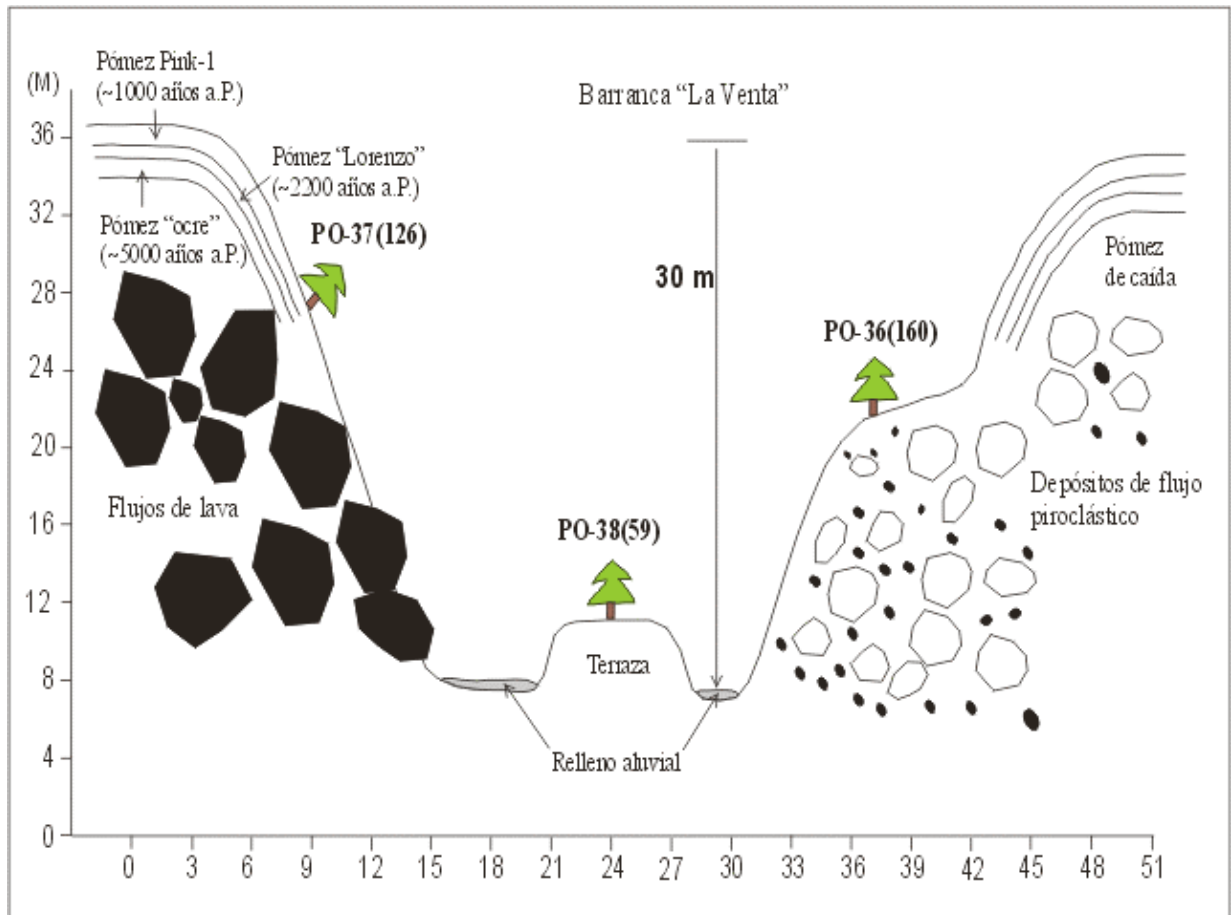 Pómez Pink-1
(~1000 años a.P.)
(M)
Barranca “La Venta”
Pómez “Lorenzo”
(~2200 años a.P.)
Pómez “ocre”
(~5000 años a.P.)
PO-37(126)
30 m
Pómez
de caída
PO-36(160)
Flujos de lava
Depósitos de flujo
piroclástico
PO-38(59)
Terraza
Relleno aluvial
36
32
28
24
20
16
12
8
4
0
0 3 6 9 12 15 18 21 24 27 30 33 36 39 42 45 48 51